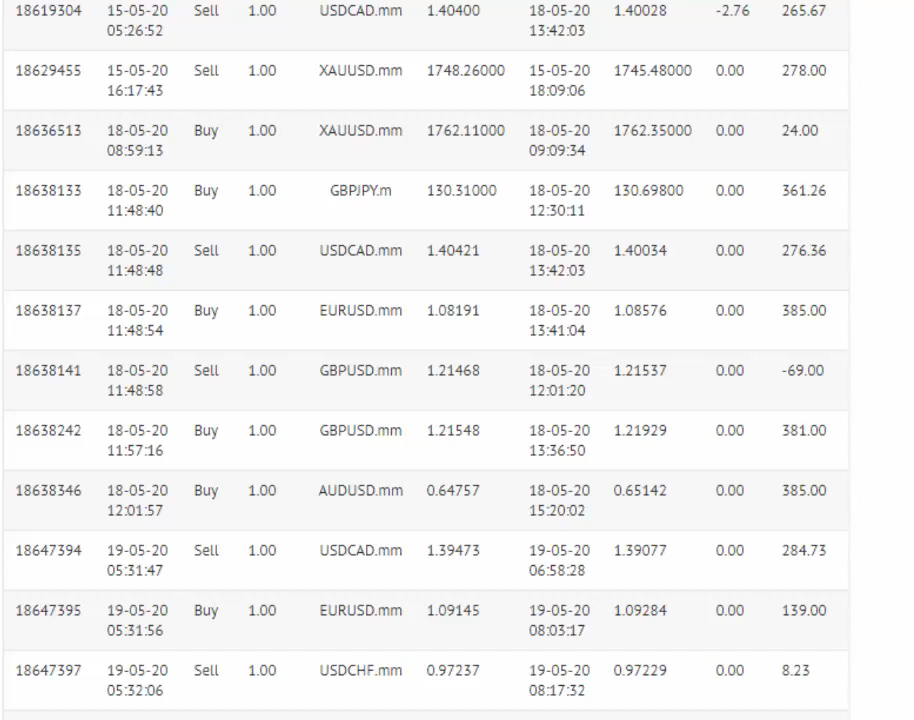 18619304 15-05-20 Sell 1.00 USDCAD.mm 1.40400 18-05-20 1.40028 -2.76 265.67
05:26:52 13:42:03
18629455 15-05-20 Sell 1.00 XAUUSD.mm 1748.26000 15-05-20 1745.48000 0.00 278.00
16:17:43 18:09:06
18636513 18-05-20 Buy 1.00 XAUUSD.mm 1762.11000 18-05-20 1762.35000 0.00 24.00
08:59:13 09:09:34
18638133 18-05-20 Buy 1.00 GBPJPY.m 130.31000 18-05-20 130.69800 0.00 361.26
11:48:40 12:30:11
18638135 18-05-20 Sell 1.00 USDCAD.mm 1.40421 18-05-20 1.40034 0.00 276.36
11:48:48 13:42:03
18638137 18-05-20 Buy 1.00 EURUSD.mm 1.08191 18-05-20 1.08576 0.00 385.00
11:48:54 13:41:04
18638141 18-05-20 Sell 1.00 GBPUSD.mm 1.21468 18-05-20 1.21537 0.00 -69.00
11:48:58 12:01:20
18638242 18-05-20 Buy 1.00 GBPUSD.mm 1.21548 18-05-20 1.21929 0.00 381.00
11:57:16 13:36:50
18638346 18-05-20 Buy 1.00 AUDUSD.mm 0.64757 18-05-20 0.65142 0.00 385.00
12:01:57 15:20:02
18647394 19-05-20 Sell 1.00 USDCAD.mm 1.39473 19-05-20 1.39077 0.00 284.73
05:31:47 06:58:28
18647395 19-05-20 Buy 1.00 EURUSD.mm 1.09145 19-05-20 1.09284 0.00 139.00
05:31:56 08:03:17
18647397 19-05-20 Sell 1.00 USDCHF.mm 0.97237 19-05-20 0.97229 0.00 8.23
05:32:06 08:17:32